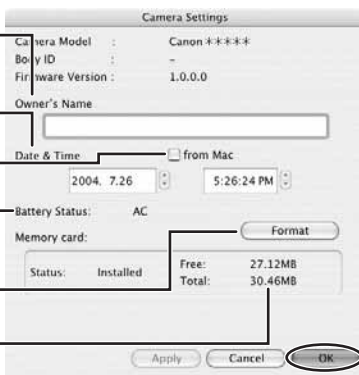 Camera Settings
Camera Model : Canon *****
Body ID : –
Firmware Version : 1.0.0.0
Owner's Name
Date & Time from Mac
2004. 7.26 5:26:24 PM
Battery Status: AC
Memory card: Format
Status: Installed Free: 27.12MB
Total: 30.46MB
Apply Cancel OK